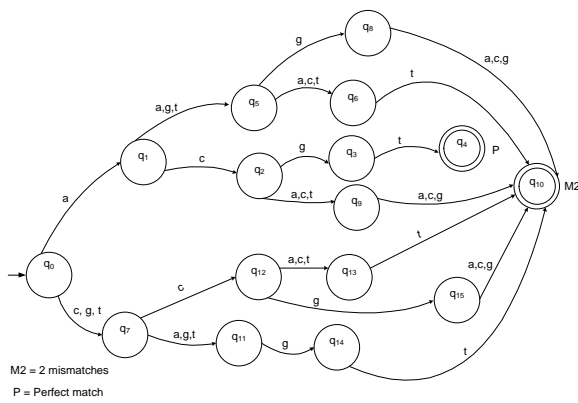 g
q8
a,c,g
a,g,t
q5
a,c,t
q6
t
q1
c
q2
g
q3
t
q4
P
a
a,c,t
q9
a,c,g
q10
M2
q0
c, g, t
q7
c
q12
a,c,t
q13
t
g
q15
a,c,g
a,g,t
q11
g
q14
t
M2 = 2 mismatches
P = Perfect match